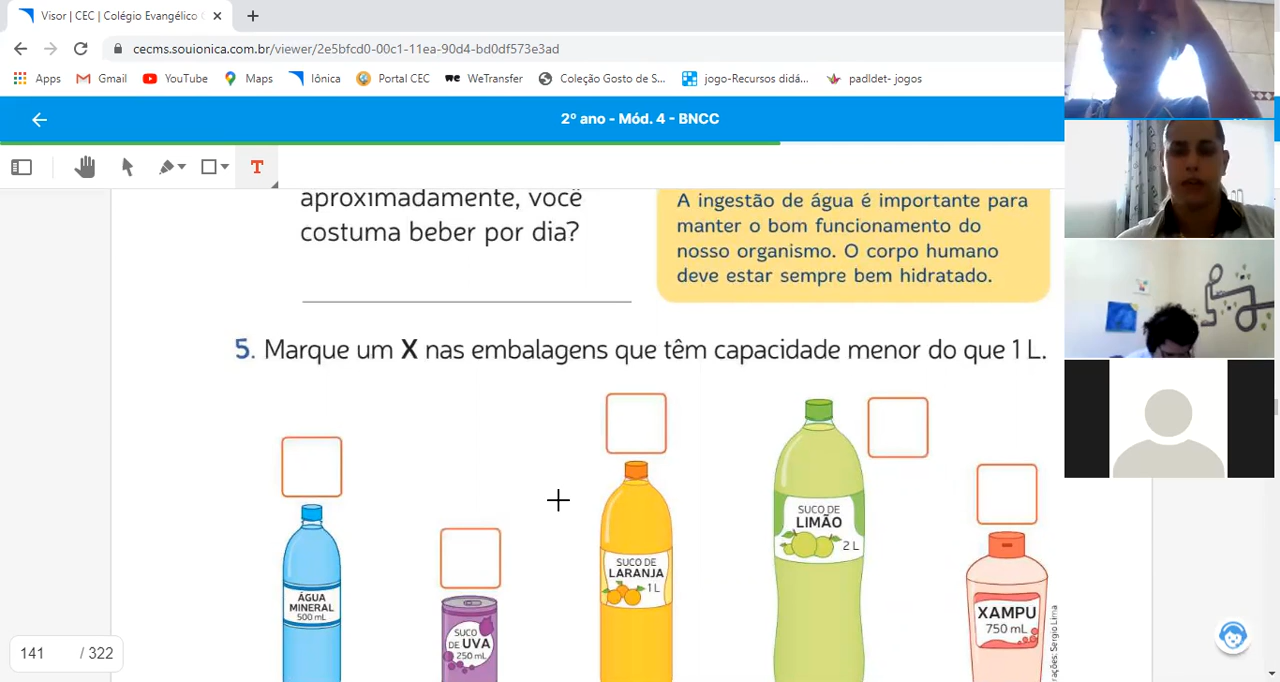 Visor | CEC | Colégio Evangélico
cecms.souionica.com.br/viewer/2e5bfcd0-00c1-11ea-90d4-bd0df573e3ad
Apps Gmail YouTube Maps Iônica Portal CEC WeTransfer Coleção Gosto de S... jogo-Recursos didá... padldet- jogos
2º ano - Mód. 4 - BNCC
T
aproximadamente, você
costuma beber por dia?
A ingestão de água é importante para
manter o bom funcionamento do
nosso organismo. O corpo humano
deve estar sempre bem hidratado.
5. Marque um X nas embalagens que têm capacidade menor do que 1 L.
ÁGUA
MINERAL
500 mL
SUCO
DE UVA
250 mL
SUCO DE
LARANJA
1 L
SUCO DE
LIMÃO
2 L
XAMPU
750 mL
rações: Sergio Lima
141 / 322